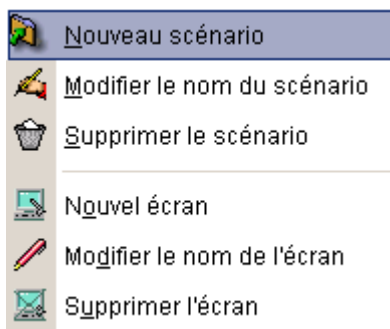 Nouveau scénario
Modifier le nom du scénario
Supprimer le scénario
Nouvel écran
Modifier le nom de l'écran
Supprimer l'écran